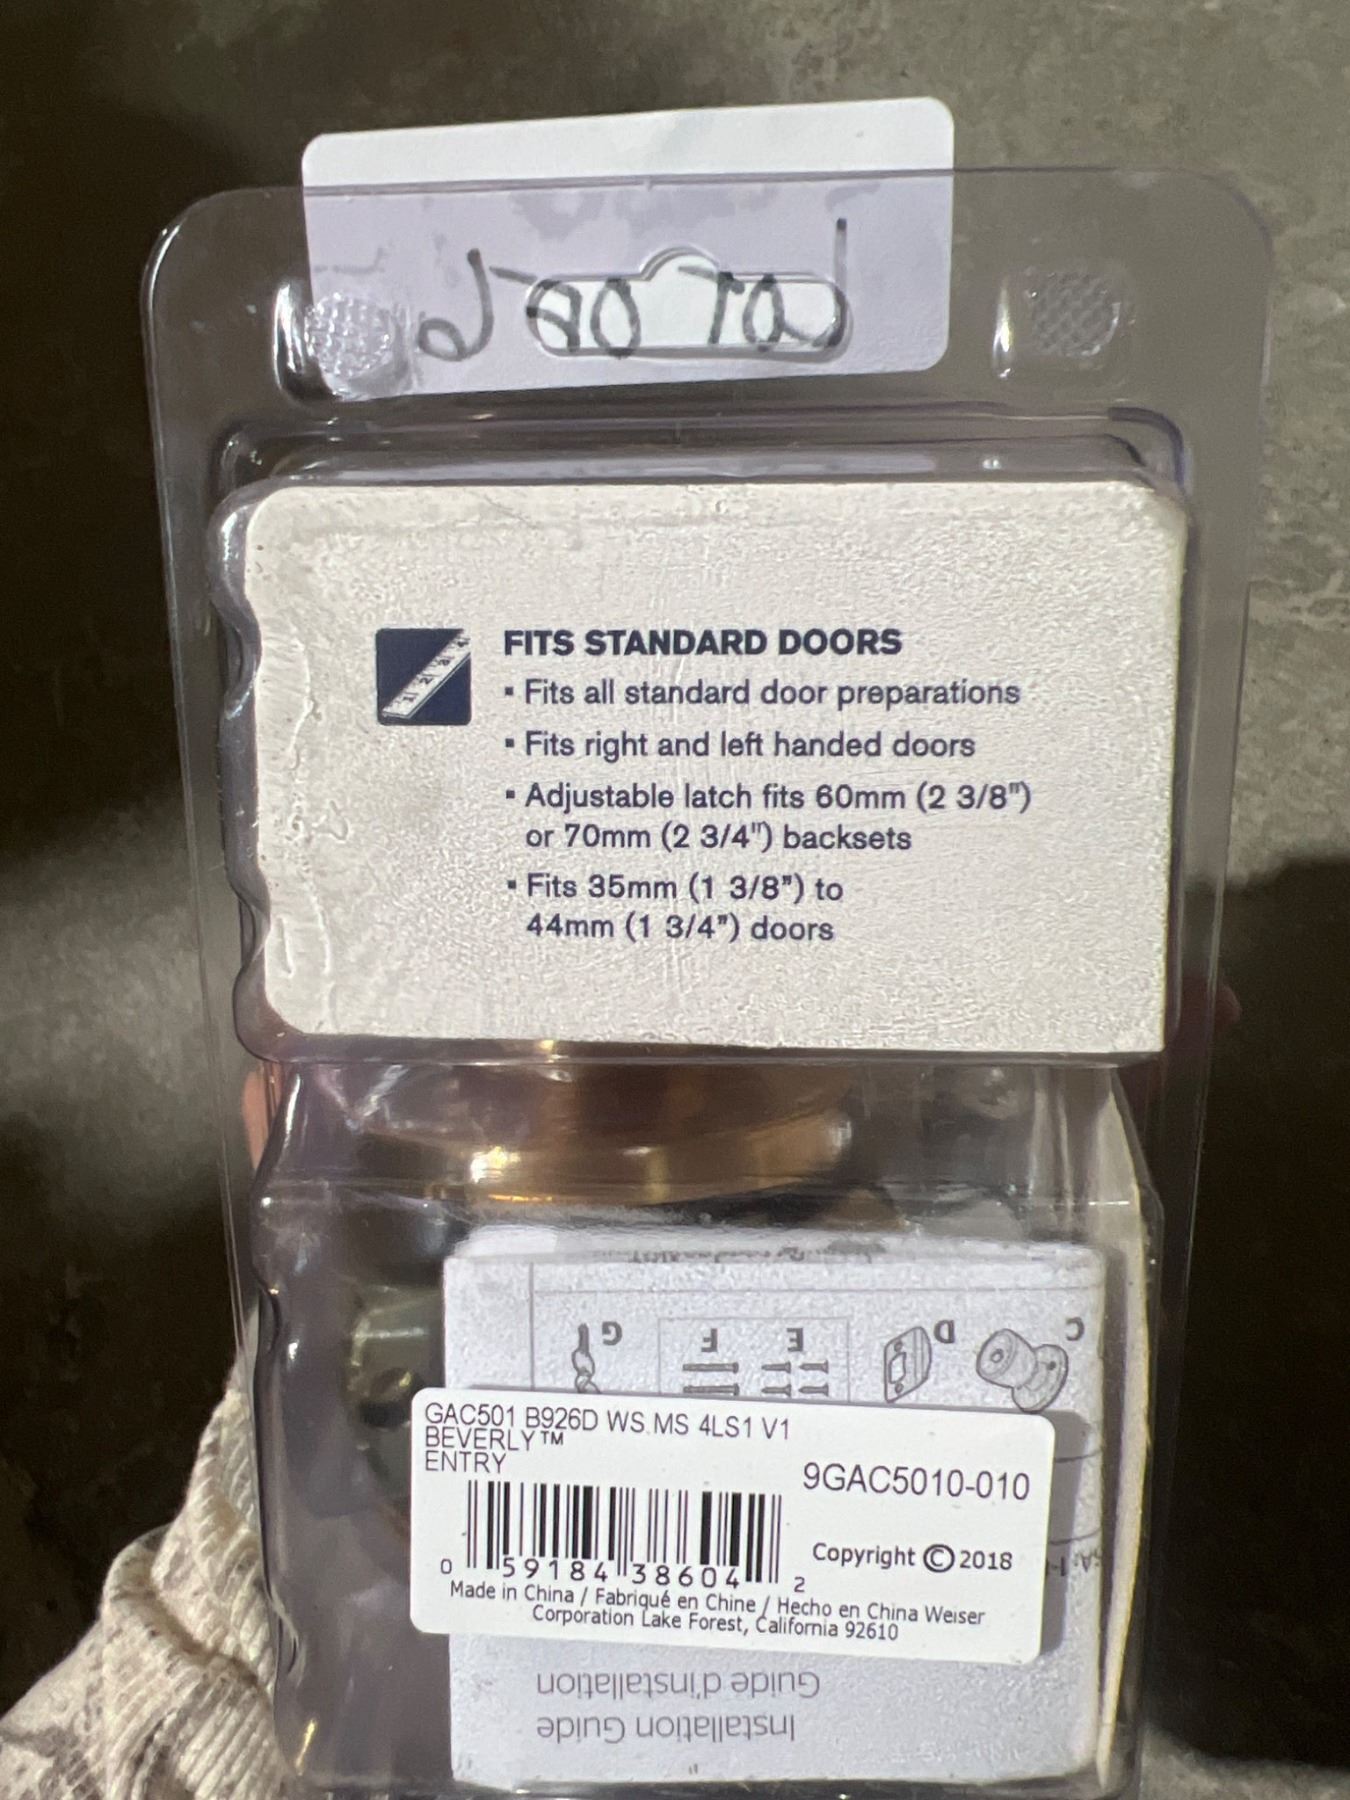 LOT OF 6
FITS STANDARD DOORS
▪ Fits all standard door preparations
▪ Fits right and left handed doors
▪ Adjustable latch fits 60mm (2 3/8")
or 70mm (2 3/4") backsets
▪ Fits 35mm (1 3/8") to
44mm (1 3/4") doors
C
D
E
F
G
GAC501 B926D WS MS 4LS1 V1
BEVERLY™
ENTRY
9GAC5010-010
Copyright © 2018
0 59184 38604 2
Made in China / Fabriqué en Chine / Hecho en China Weiser
Corporation Lake Forest, California 92610
Installation Guide
Guide d'installation